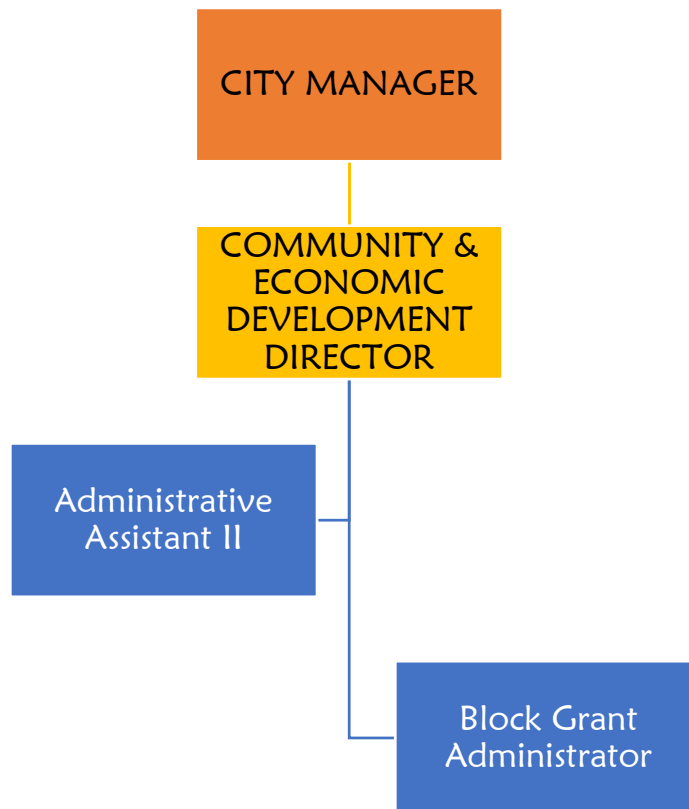 CITY MANAGER
COMMUNITY &
ECONOMIC
DEVELOPMENT
DIRECTOR
Administrative
Assistant II
Block Grant
Administrator